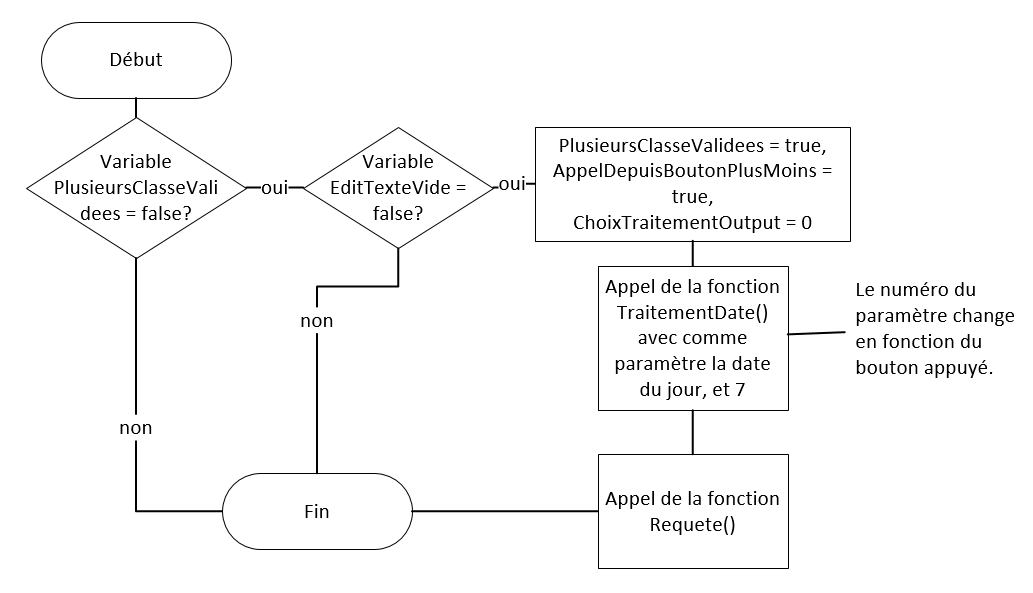 Début
Variable
PlusieursClasseVali
dees = false?
oui
Variable
EditTexteVide =
false?
oui
PlusieursClasseValidees = true,
AppelDepuisBoutonPlusMoins =
true,
ChoixTraitementOutput = 0
Appel de la fonction
TraitementDate()
avec comme
paramètre la date
du jour, et 7
Le numéro du
paramètre change
en fonction du
bouton appuyé.
non
non
Fin
Appel de la fonction
Requete()